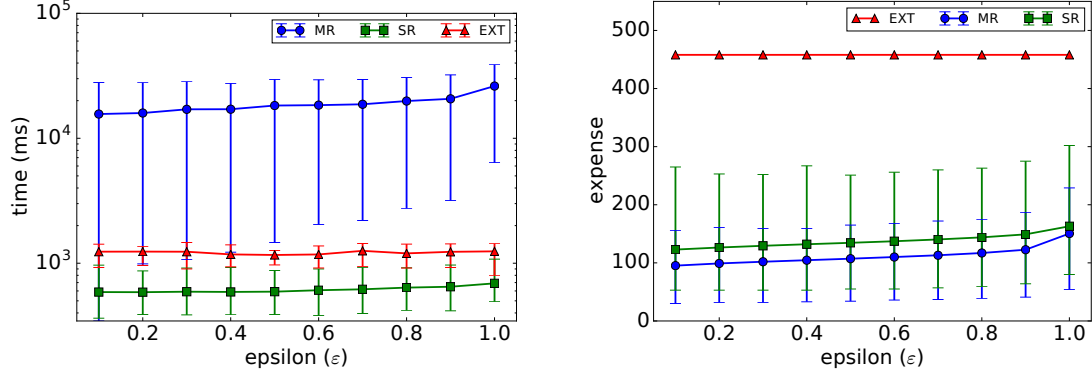 MR SR EXT
10^5
10^4
10^3
time (ms)
0.2 0.4 0.6 0.8 1.0
epsilon (ε)
EXT MR SR
500
400
300
200
100
0
expense
0.2 0.4 0.6 0.8 1.0
epsilon (ε)